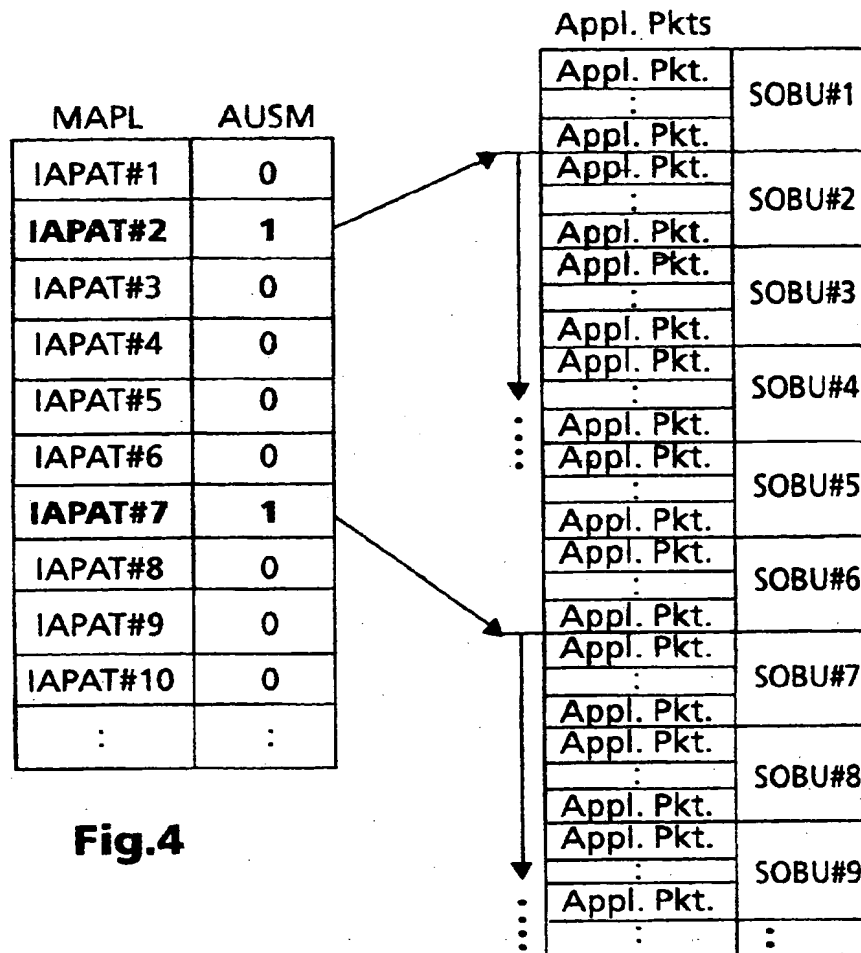 MAPL AUSM
IAPAT#1 0
IAPAT#2 1
IAPAT#3 0
IAPAT#4 0
IAPAT#5 0
IAPAT#6 0
IAPAT#7 1
IAPAT#8 0
IAPAT#9 0
IAPAT#10 0
: :
Fig.4
Appl. Pkts
Appl. Pkt.
:
Appl. Pkt.
SOBU#1
Appl. Pkt.
:
Appl. Pkt.
SOBU#2
Appl. Pkt.
:
Appl. Pkt.
SOBU#3
Appl. Pkt.
:
Appl. Pkt.
SOBU#4
Appl. Pkt.
:
Appl. Pkt.
SOBU#5
Appl. Pkt.
:
Appl. Pkt.
SOBU#6
Appl. Pkt.
:
Appl. Pkt.
SOBU#7
Appl. Pkt.
:
Appl. Pkt.
SOBU#8
Appl. Pkt.
:
Appl. Pkt.
SOBU#9
: :